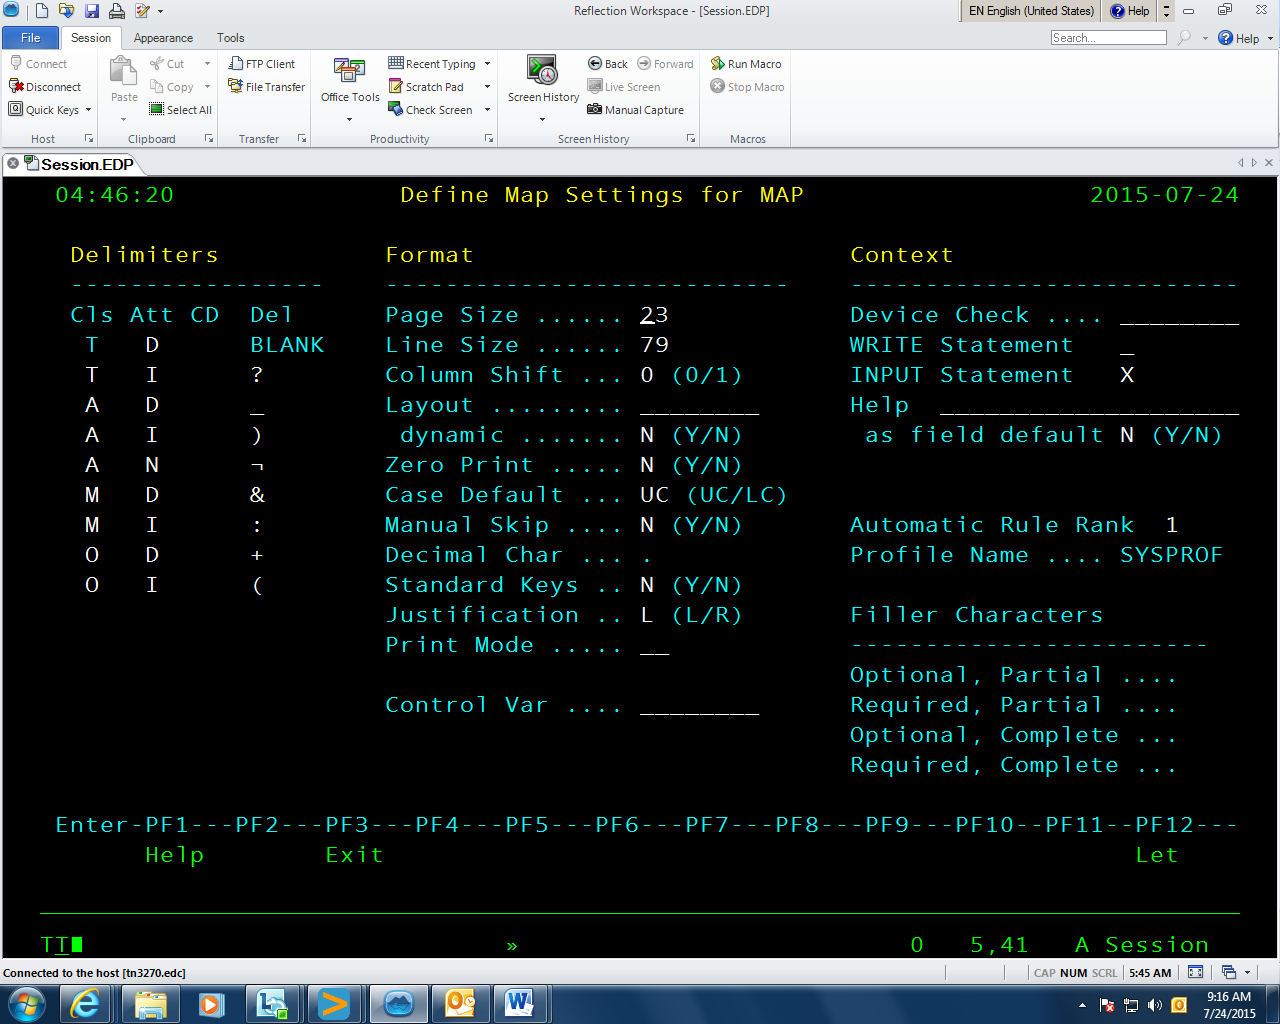 Reflection Workspace - [Session.EDP]
EN English (United States) Help
File Session Appearance Tools
Search...
Help
Connect
Disconnect
Quick Keys
Host
Paste
Cut
Copy
Select All
Clipboard
FTP Client
File Transfer
Transfer
Office Tools
Recent Typing
Scratch Pad
Check Screen
Productivity
Screen History
Back Forward
Live Screen
Manual Capture
Screen History
Run Macro
Stop Macro
Macros
Session.EDP
04:46:20 Define Map Settings for MAP 2015-07-24
Delimiters Format Context
----------------- --------------------------- --------------------------
Cls Att CD Del Page Size ...... 23 Device Check .... ________
T D BLANK Line Size ...... 79 WRITE Statement _
T I ? Column Shift ... 0 (0/1) INPUT Statement X
A D _ Layout ......... ________ Help ____________________
A I ) dynamic ....... N (Y/N) as field default N (Y/N)
A N ¬ Zero Print ..... N (Y/N)
M D & Case Default ... UC (UC/LC)
M I : Manual Skip .... N (Y/N) Automatic Rule Rank 1
O D + Decimal Char ... . Profile Name .... SYSPROF
O I ( Standard Keys .. N (Y/N)
Justification .. L (L/R) Filler Characters
Print Mode ..... __ ------------------------
Optional, Partial ....
Control Var .... ________ Required, Partial ....
Optional, Complete ...
Required, Complete ...
Enter-PF1---PF2---PF3---PF4---PF5---PF6---PF7---PF8---PF9---PF10--PF11--PF12---
Help Exit Let
TT » 0 5,41 A Session
Connected to the host [tn3270.edc] CAP NUM SCRL 5:45 AM
9:16 AM
7/24/2015